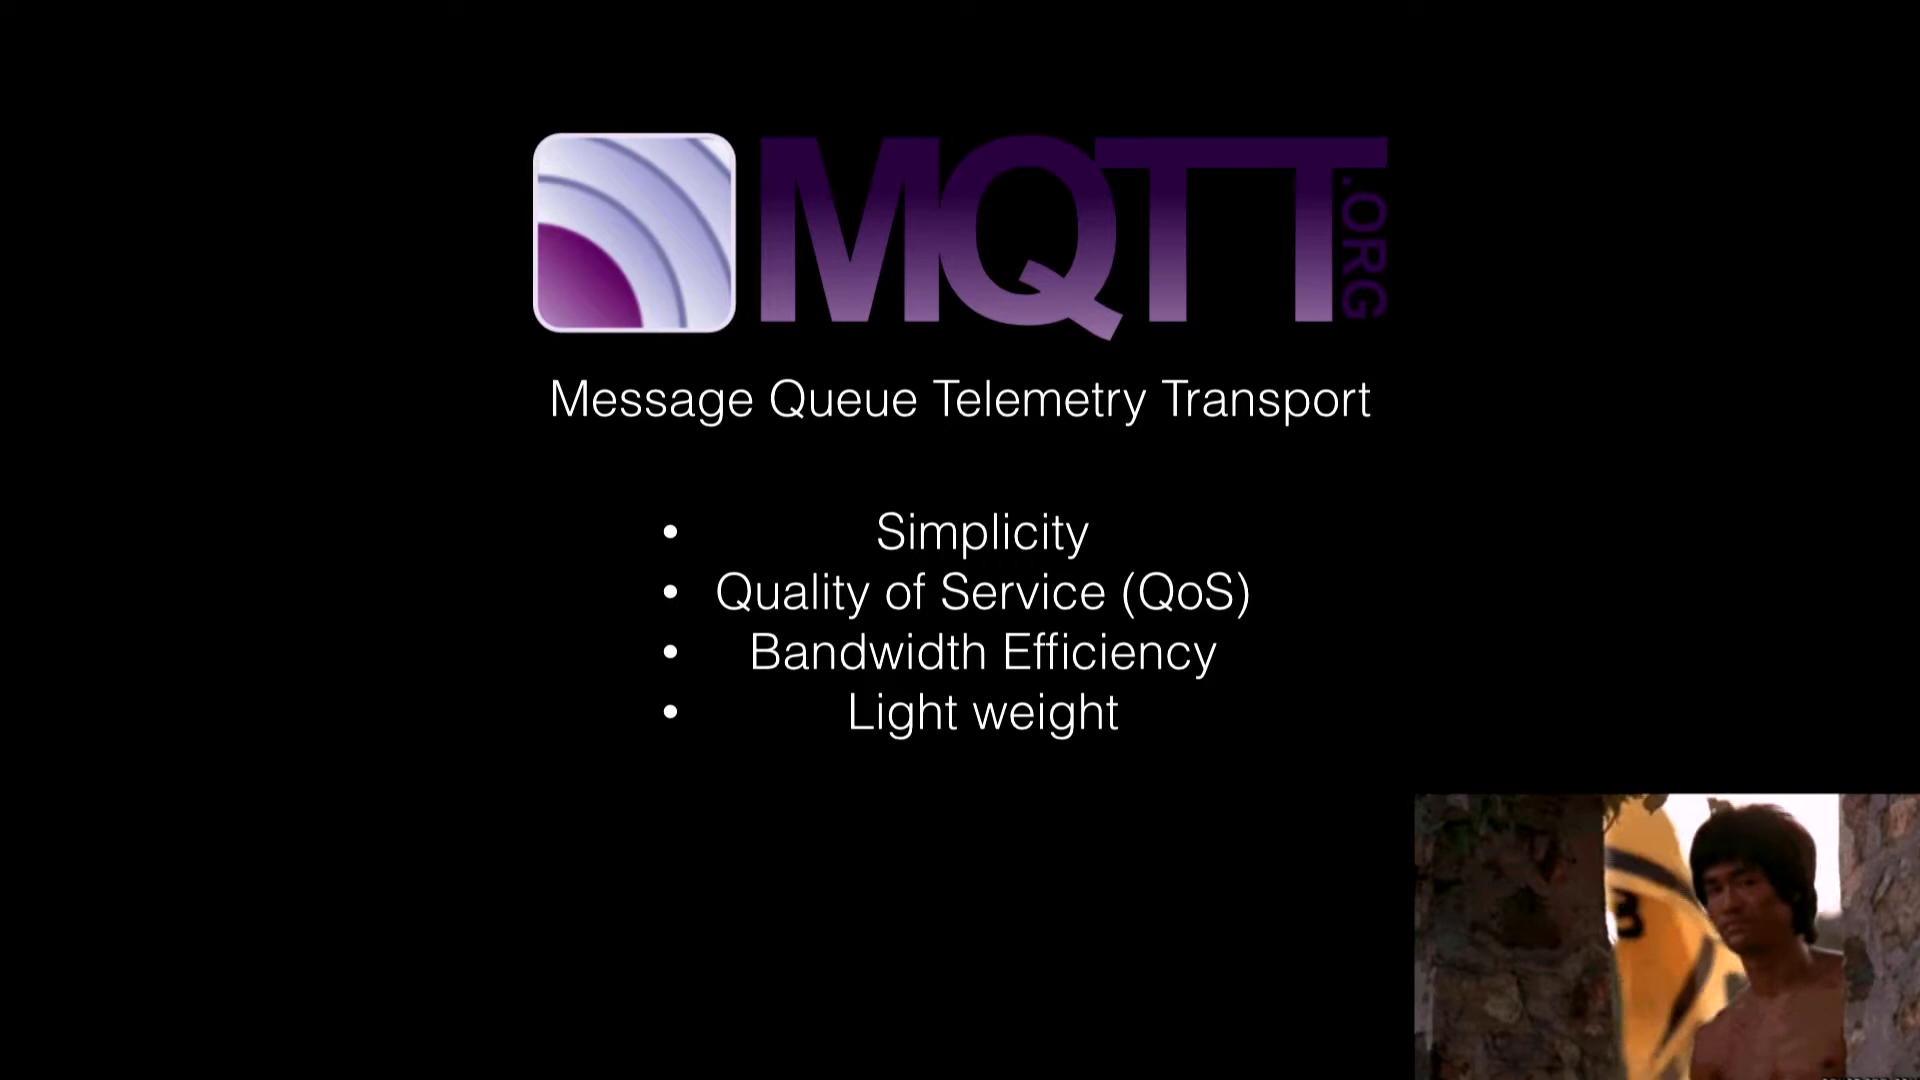 MQTT
.ORG
Message Queue Telemetry Transport
• Simplicity
• Quality of Service (QoS)
• Bandwidth Efficiency
• Light weight